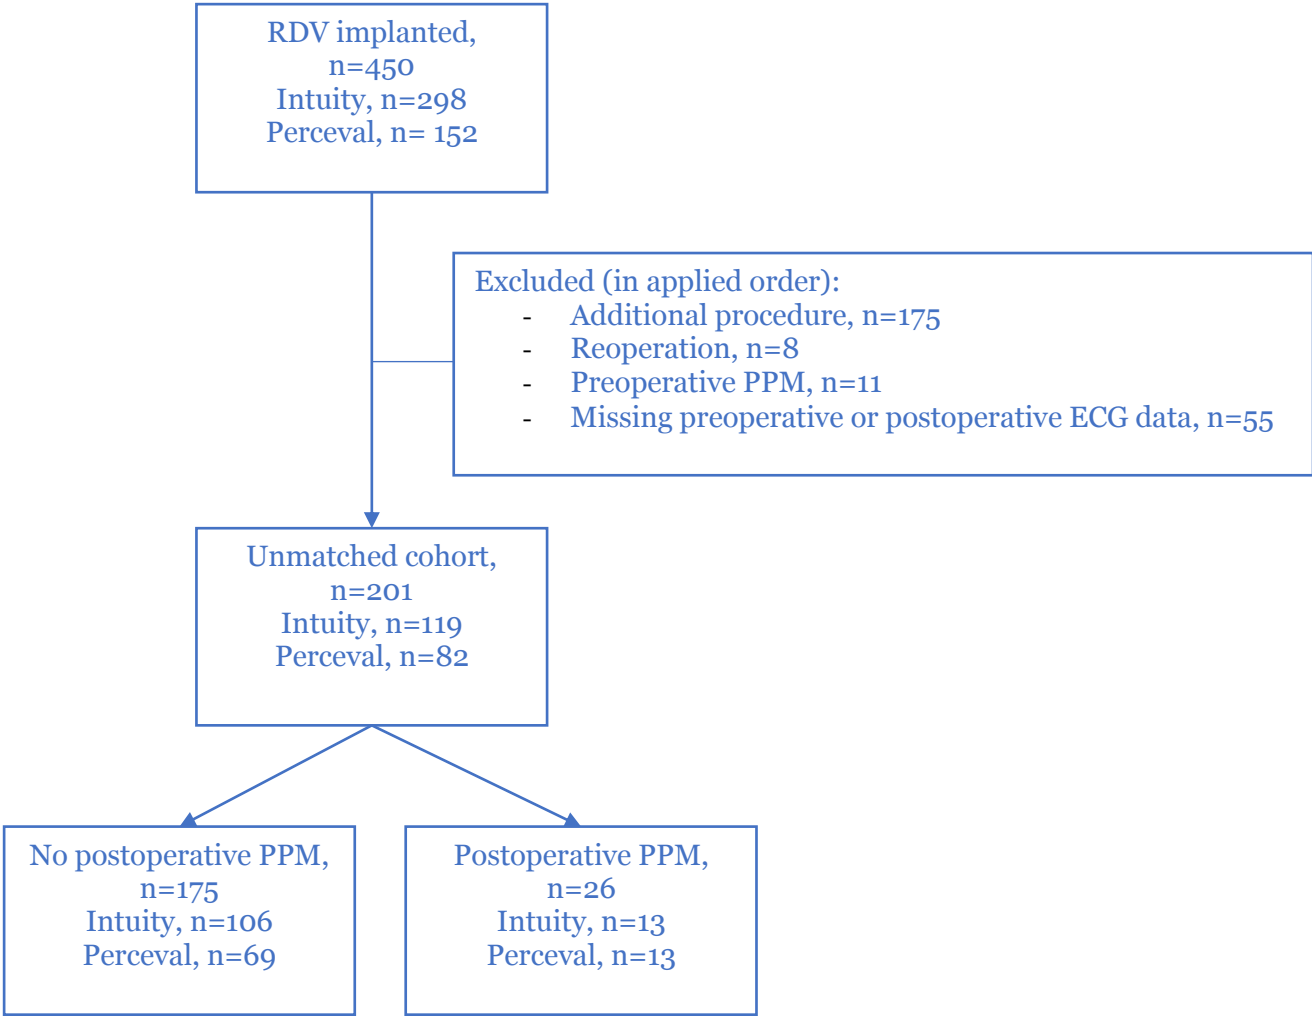 RDV implanted,
n=450
Intuity, n=298
Perceval, n= 152
Excluded (in applied order):
- Additional procedure, n=175
- Reoperation, n=8
- Preoperative PPM, n=11
- Missing preoperative or postoperative ECG data, n=55
Unmatched cohort,
n=201
Intuity, n=119
Perceval, n=82
No postoperative PPM,
n=175
Intuity, n=106
Perceval, n=69
Postoperative PPM,
n=26
Intuity, n=13
Perceval, n=13